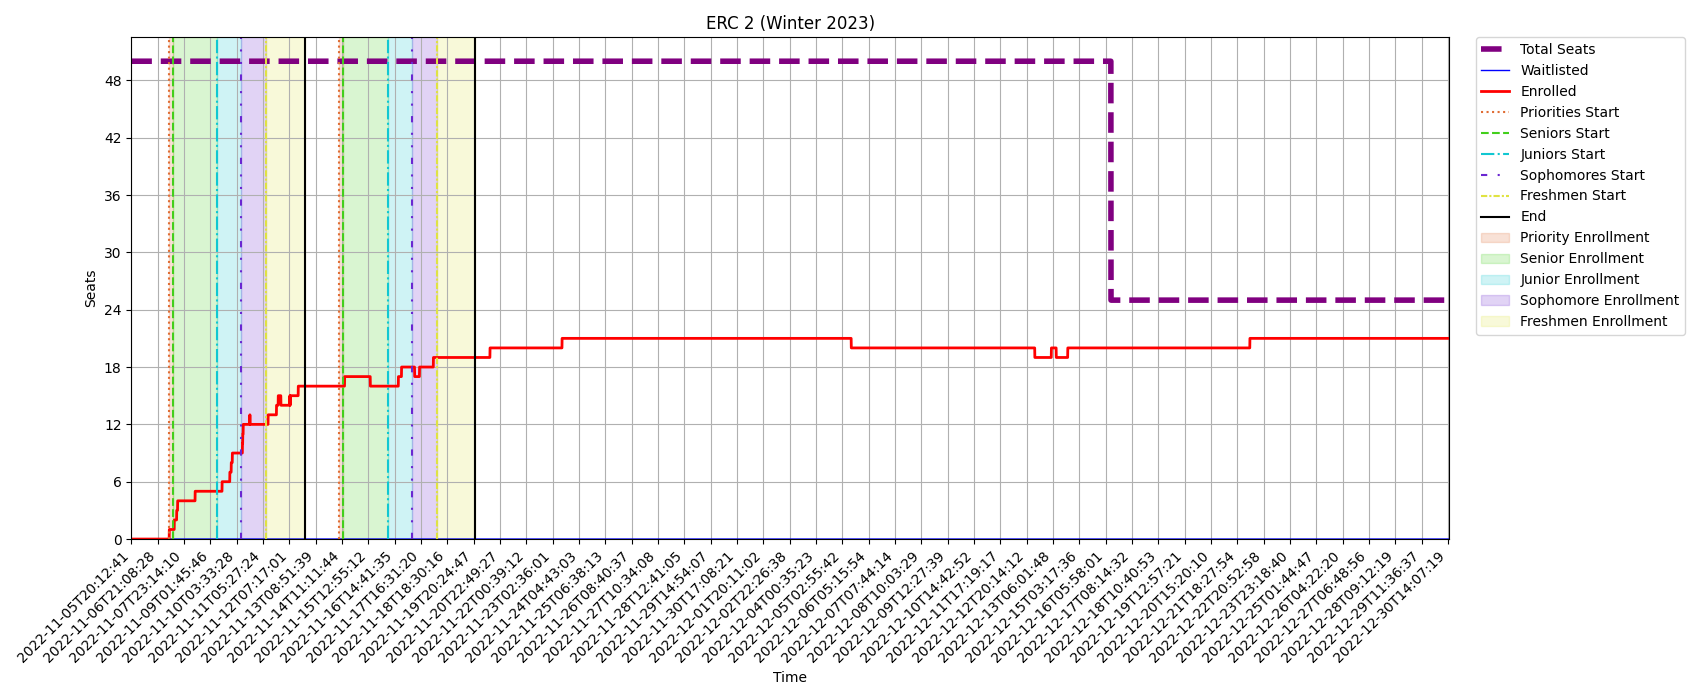 ERC 2 (Winter 2023)
Total Seats
Waitlisted
Enrolled
Priorities Start
Seniors Start
Juniors Start
Sophomores Start
Freshmen Start
End
Priority Enrollment
Senior Enrollment
Junior Enrollment
Sophomore Enrollment
Freshmen Enrollment
Seats
48
42
36
30
24
18
12
6
0
2022-11-05T20:12:41
2022-11-06T21:08:28
2022-11-07T23:14:10
2022-11-09T01:45:46
2022-11-10T03:33:28
2022-11-11T05:27:24
2022-11-12T07:17:01
2022-11-13T08:51:39
2022-11-14T11:11:44
2022-11-15T12:55:12
2022-11-16T14:41:35
2022-11-17T16:31:20
2022-11-18T18:30:16
2022-11-19T20:24:47
2022-11-20T22:49:27
2022-11-22T00:39:12
2022-11-23T02:36:01
2022-11-24T04:43:03
2022-11-25T06:38:13
2022-11-26T08:40:37
2022-11-27T10:34:08
2022-11-28T12:41:05
2022-11-29T14:54:07
2022-11-30T17:08:21
2022-12-01T20:11:02
2022-12-02T22:26:38
2022-12-04T00:35:23
2022-12-05T02:55:42
2022-12-06T05:15:54
2022-12-07T07:44:14
2022-12-08T10:03:29
2022-12-09T12:27:39
2022-12-10T14:42:52
2022-12-11T17:19:17
2022-12-12T20:14:12
2022-12-13T06:01:48
2022-12-15T03:17:36
2022-12-16T05:58:01
2022-12-17T08:14:32
2022-12-18T10:40:53
2022-12-19T12:57:21
2022-12-20T15:20:10
2022-12-21T18:27:54
2022-12-22T20:52:58
2022-12-23T23:18:40
2022-12-25T01:44:47
2022-12-26T04:22:20
2022-12-27T06:48:56
2022-12-28T09:12:19
2022-12-29T11:36:37
2022-12-30T14:07:19
Time